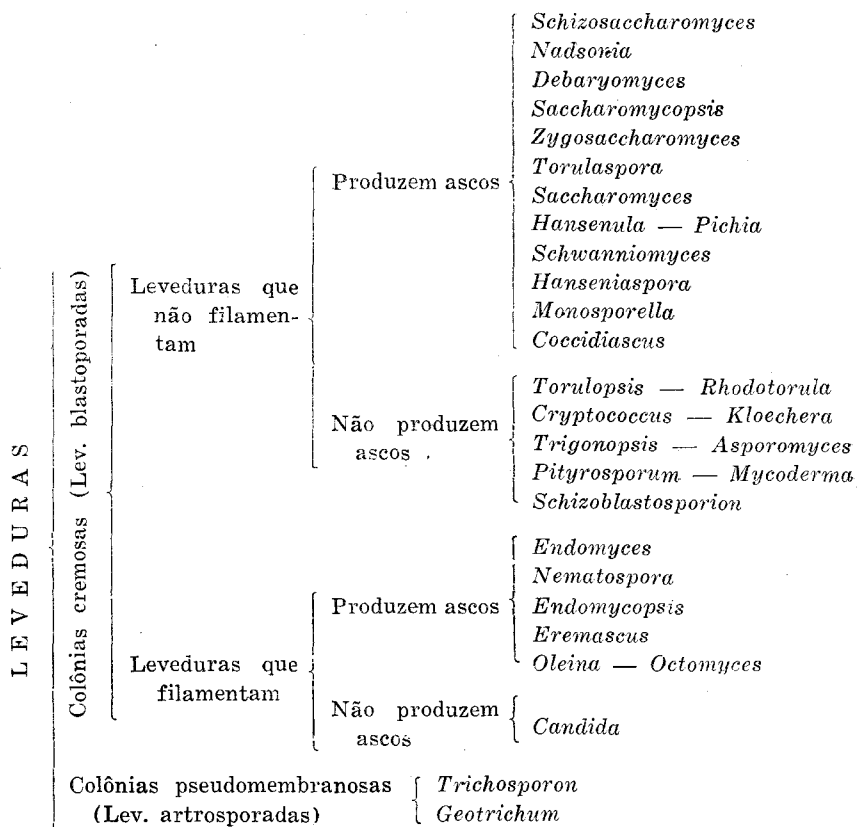 LEVEDURAS
Colônias cremosas (Lev. blastoporadas)
Leveduras que
não filamen-
tam
Produzem ascos
Schizosaccharomyces
Nadsonia
Debaryomyces
Saccharomycopsis
Zygosaccharomyces
Torulaspora
Saccharomyces
Hansenula — Pichia
Schwanniomyces
Hanseniaspora
Monosporella
Coccidiascus
Não produzem
ascos .
Torulopsis — Rhodotorula
Cryptococcus — Kloechera
Trigonopsis — Asporomyces
Pityrosporum — Mycoderma
Schizoblastosporion
Leveduras que
filamentam
Produzem ascos
Endomyces
Nematospora
Endomycopsis
Eremascus
Oleina — Octomyces
Não produzem
ascos
Candida
Colônias pseudomembranosas
(Lev. artrosporadas)
Trichosporon
Geotrichum